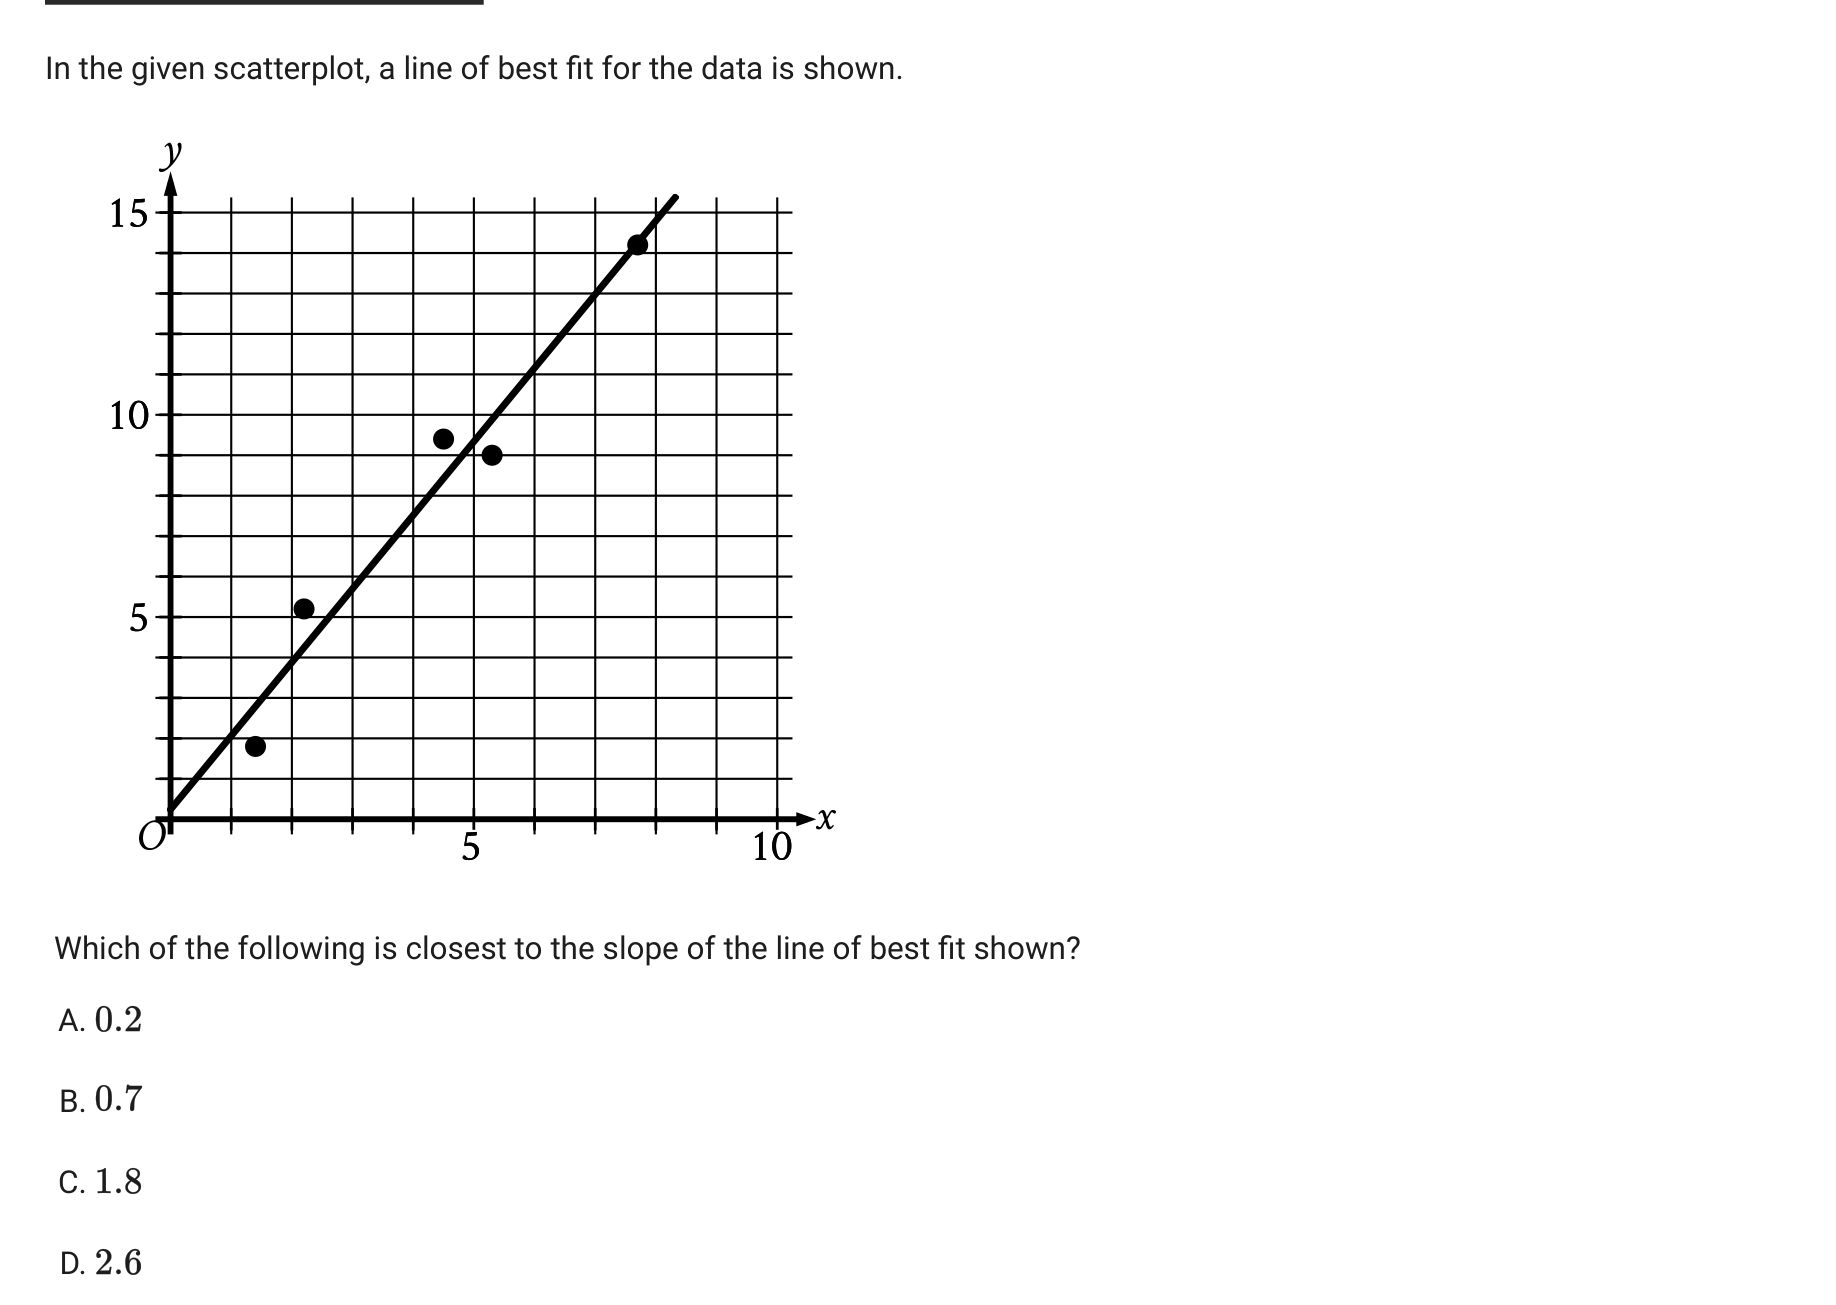 In the given scatterplot, a line of best fit for the data is shown.
y
15
10
5
O
5
10
x
Which of the following is closest to the slope of the line of best fit shown?
A. 0.2
B. 0.7
C. 1.8
D. 2.6